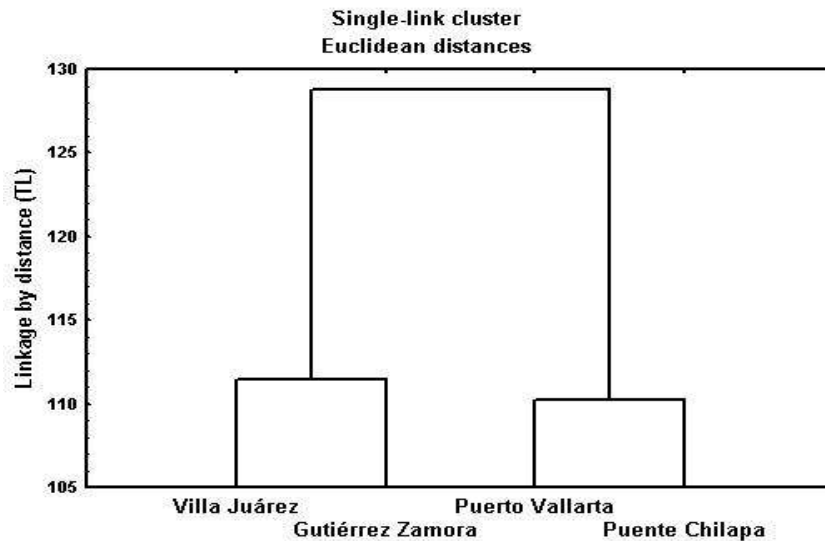 Single-link cluster
Euclidean distances
Linkage by distance (TL)
130
125
120
115
110
105
Villa Juárez
Puerto Vallarta
Gutiérrez Zamora
Puente Chilapa